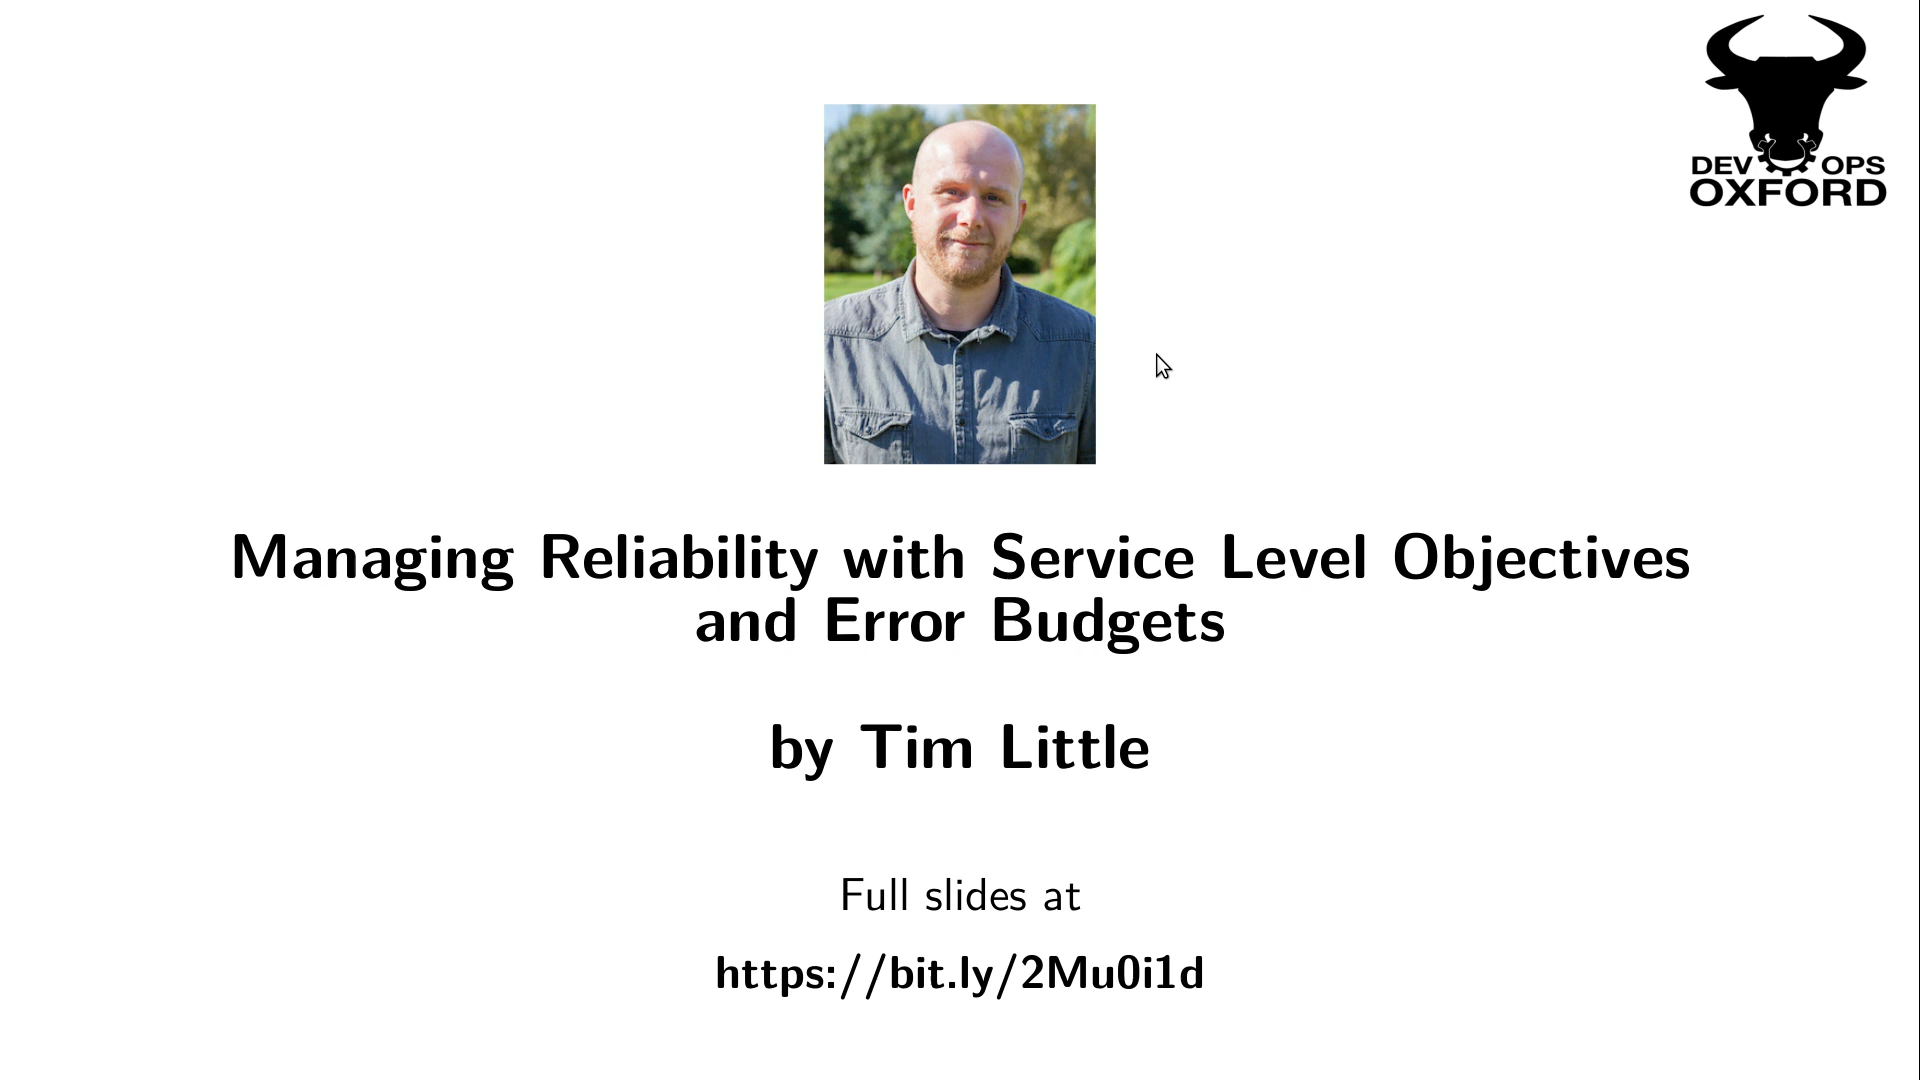 DEV OPS
OXFORD
Managing Reliability with Service Level Objectives
and Error Budgets
by Tim Little
Full slides at
https://bit.ly/2Mu0i1d